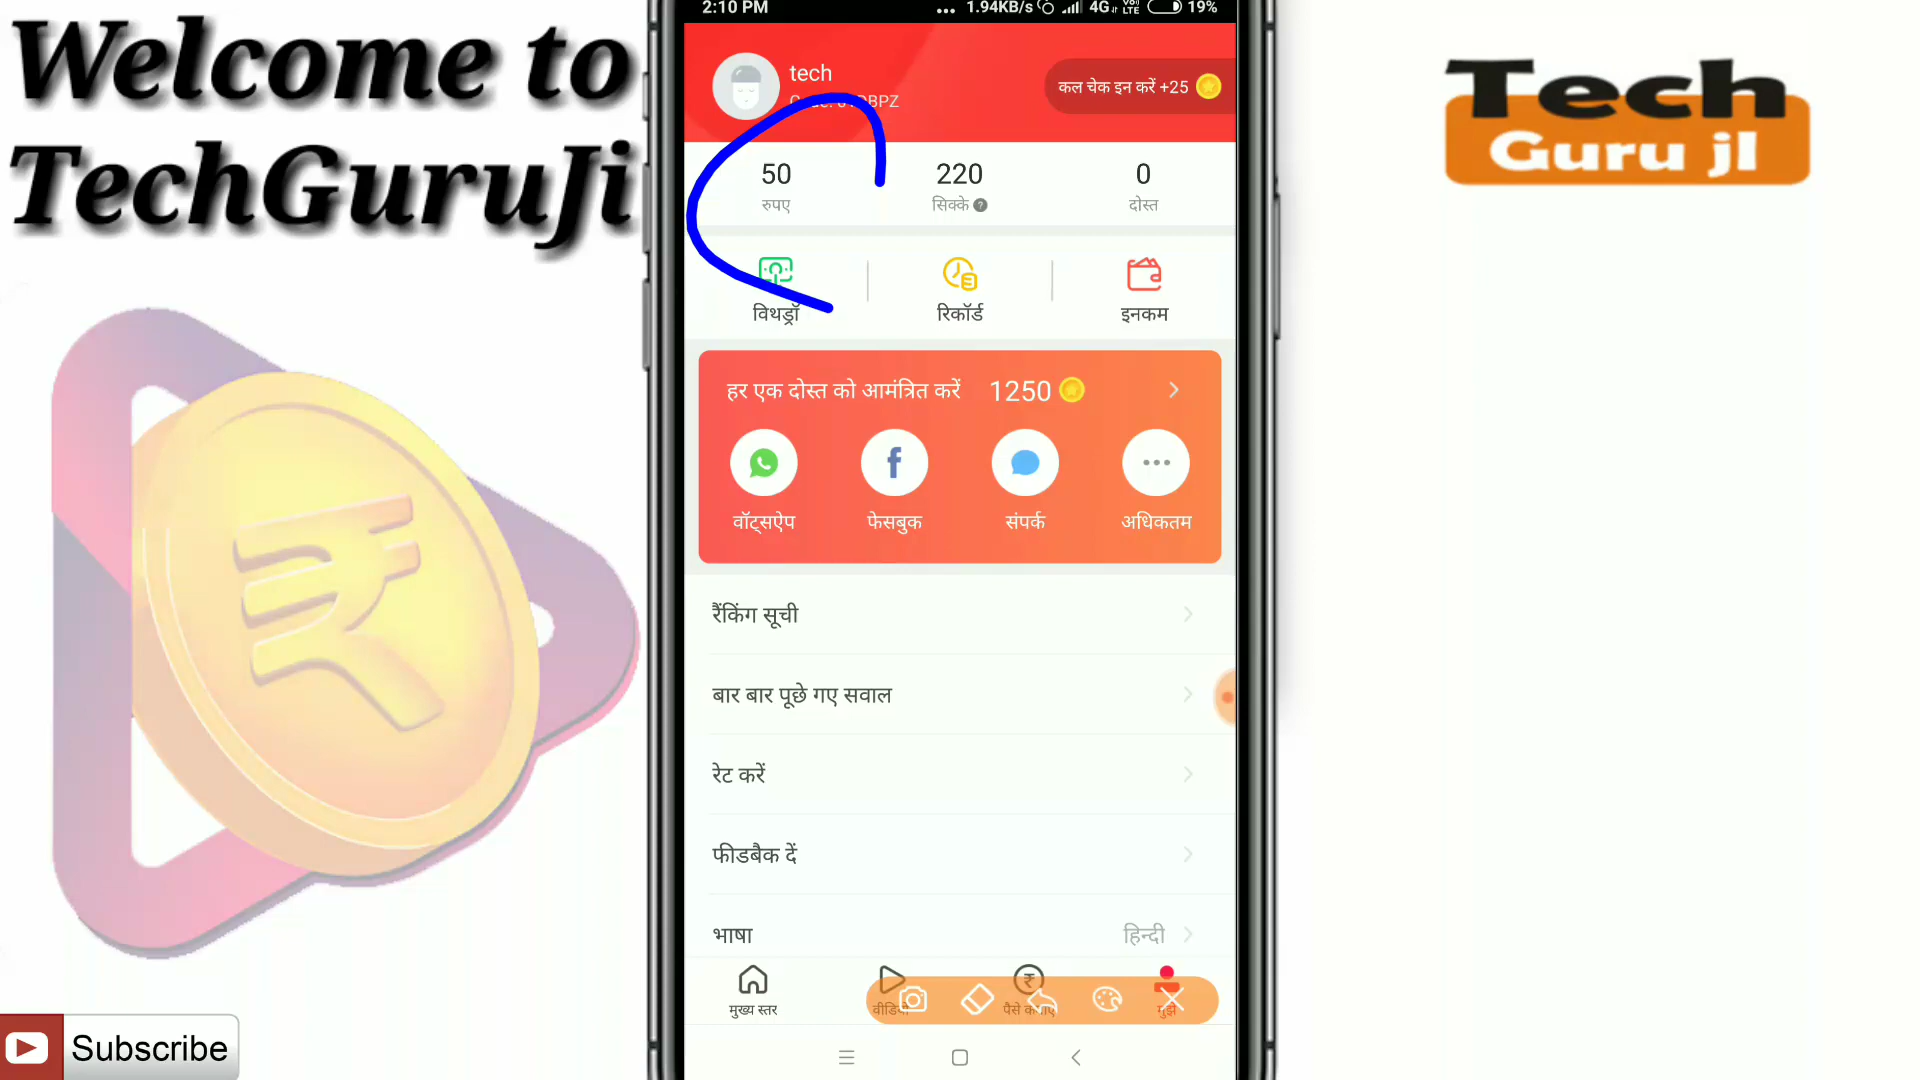 Welcome to
TechGuruJi
Tech
Guru jI
2:10 PM
... 1.94KB/s 4G VoLTE 19%
tech
कल चेक इन करें +25
50
220
0
रुपए
सिक्के
दोस्त
विथड्रॉ
रिकॉर्ड
इनकम
हर एक दोस्त को आमंत्रित करें 1250
वॉट्सऐप
फेसबुक
संपर्क
अधिकतम
रैंकिंग सूची
बार बार पूछे गए सवाल
रेट करें
फीडबैक दें
भाषा
हिन्दी
मुख्य स्तर
Subscribe